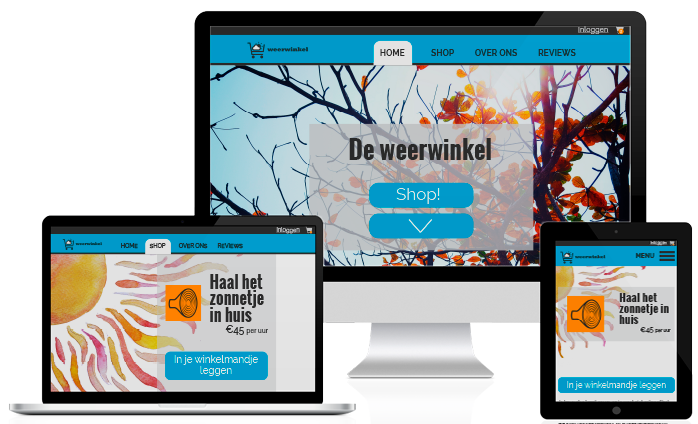 Inloggen
weerwinkel
HOME
SHOP
OVER ONS
REVIEWS
De weerwinkel
Shop!
Inloggen
weerwinkel
HOME
SHOP
OVER ONS
REVIEWS
Haal het
zonnetje
in huis
€45 per uur
In je winkelmandje
leggen
Inloggen
weerwinkel
MENU
Haal het
zonnetje in
huis
€45 per uur
In je winkelmandje leggen